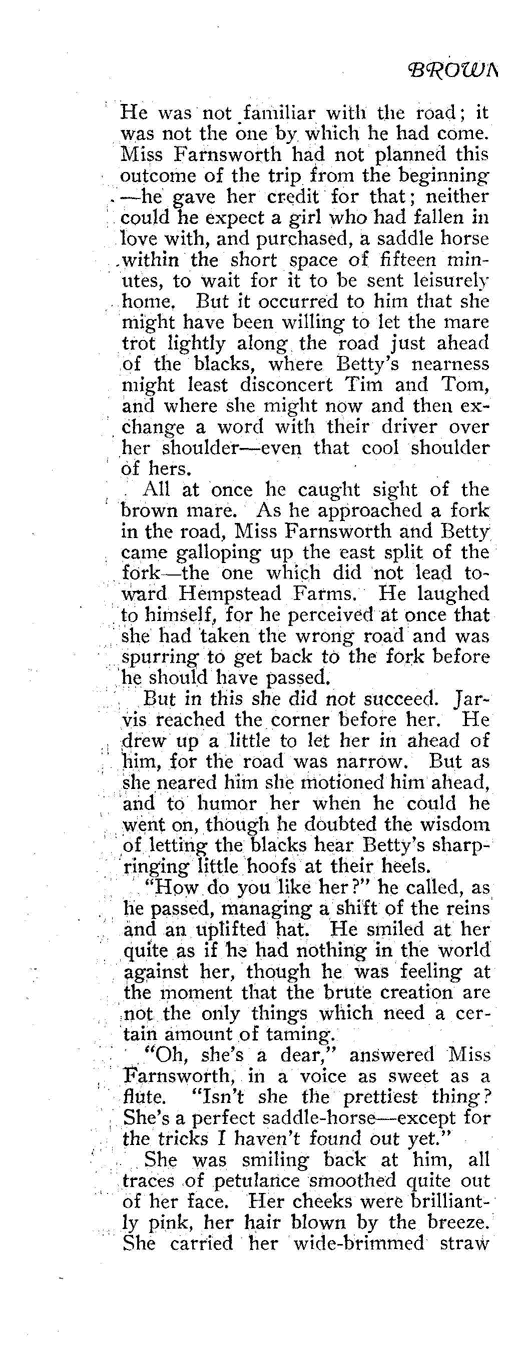 BROWN
He was not familiar with the road; it
was not the one by which he had come.
Miss Farnsworth had not planned this
outcome of the trip from the beginning
—he gave her credit for that; neither
could he expect a girl who had fallen in
love with, and purchased, a saddle horse
within the short space of fifteen min-
utes, to wait for it to be sent leisurely
home. But it occurred to him that she
might have been willing to let the mare
trot lightly along the road just ahead
of the blacks, where Betty's nearness
might least disconcert Tim and Tom,
and where she might now and then ex-
change a word with their driver over
her shoulder—even that cool shoulder
of hers.
All at once he caught sight of the
brown mare. As he approached a fork
in the road, Miss Farnsworth and Betty
came galloping up the east split of the
fork—the one which did not lead to-
ward Hempstead Farms. He laughed
to himself, for he perceived at once that
she had taken the wrong road and was
spurring to get back to the fork before
he should have passed.
But in this she did not succeed. Jar-
vis reached the corner before her. He
drew up a little to let her in ahead of
him, for the road was narrow. But as
she neared him she motioned him ahead,
and to humor her when he could he
went on, though he doubted the wisdom
of letting the blacks hear Betty's sharp-
ringing little hoofs at their heels.
"How do you like her?" he called, as
he passed, managing a shift of the reins
and an uplifted hat. He smiled at her
quite as if he had nothing in the world
against her, though he was feeling at
the moment that the brute creation are
not the only things which need a cer-
tain amount of taming.
"Oh, she's a dear," answered Miss
Farnsworth, in a voice as sweet as a
flute. "Isn't she the prettiest thing?
She's a perfect saddle-horse—except for
the tricks I haven't found out yet."
She was smiling back at him, all
traces of petulance smoothed quite out
of her face. Her cheeks were brilliant-
ly pink, her hair blown by the breeze.
She carried her wide-brimmed straw